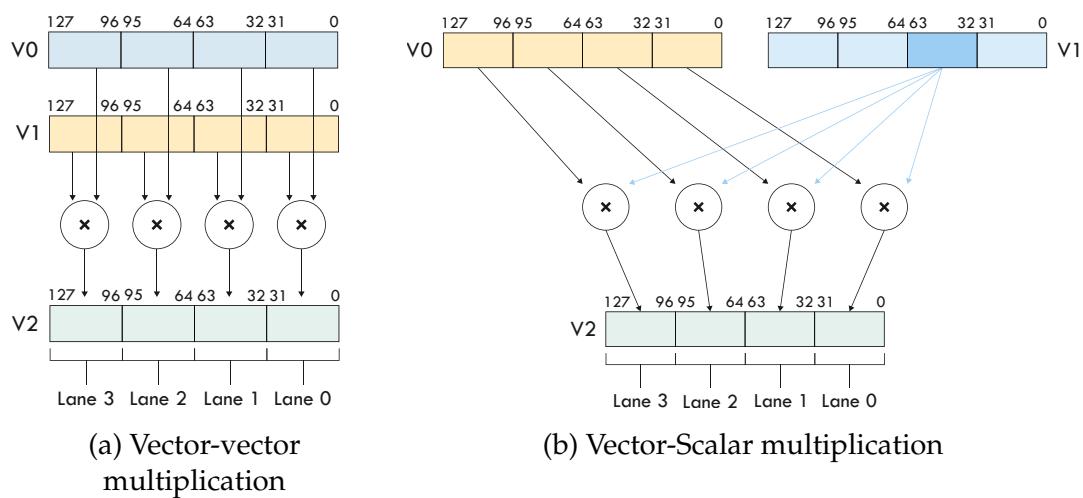 127 96 95 64 63 32 31 0
V0
127 96 95 64 63 32 31 0
V1
× × × ×
127 96 95 64 63 32 31 0
V2
Lane 3 Lane 2 Lane 1 Lane 0
(a) Vector-vector
multiplication
127 96 95 64 63 32 31 0
V0
127 96 95 64 63 32 31 0
V1
× × × ×
127 96 95 64 63 32 31 0
V2
Lane 3 Lane 2 Lane 1 Lane 0
(b) Vector-Scalar multiplication